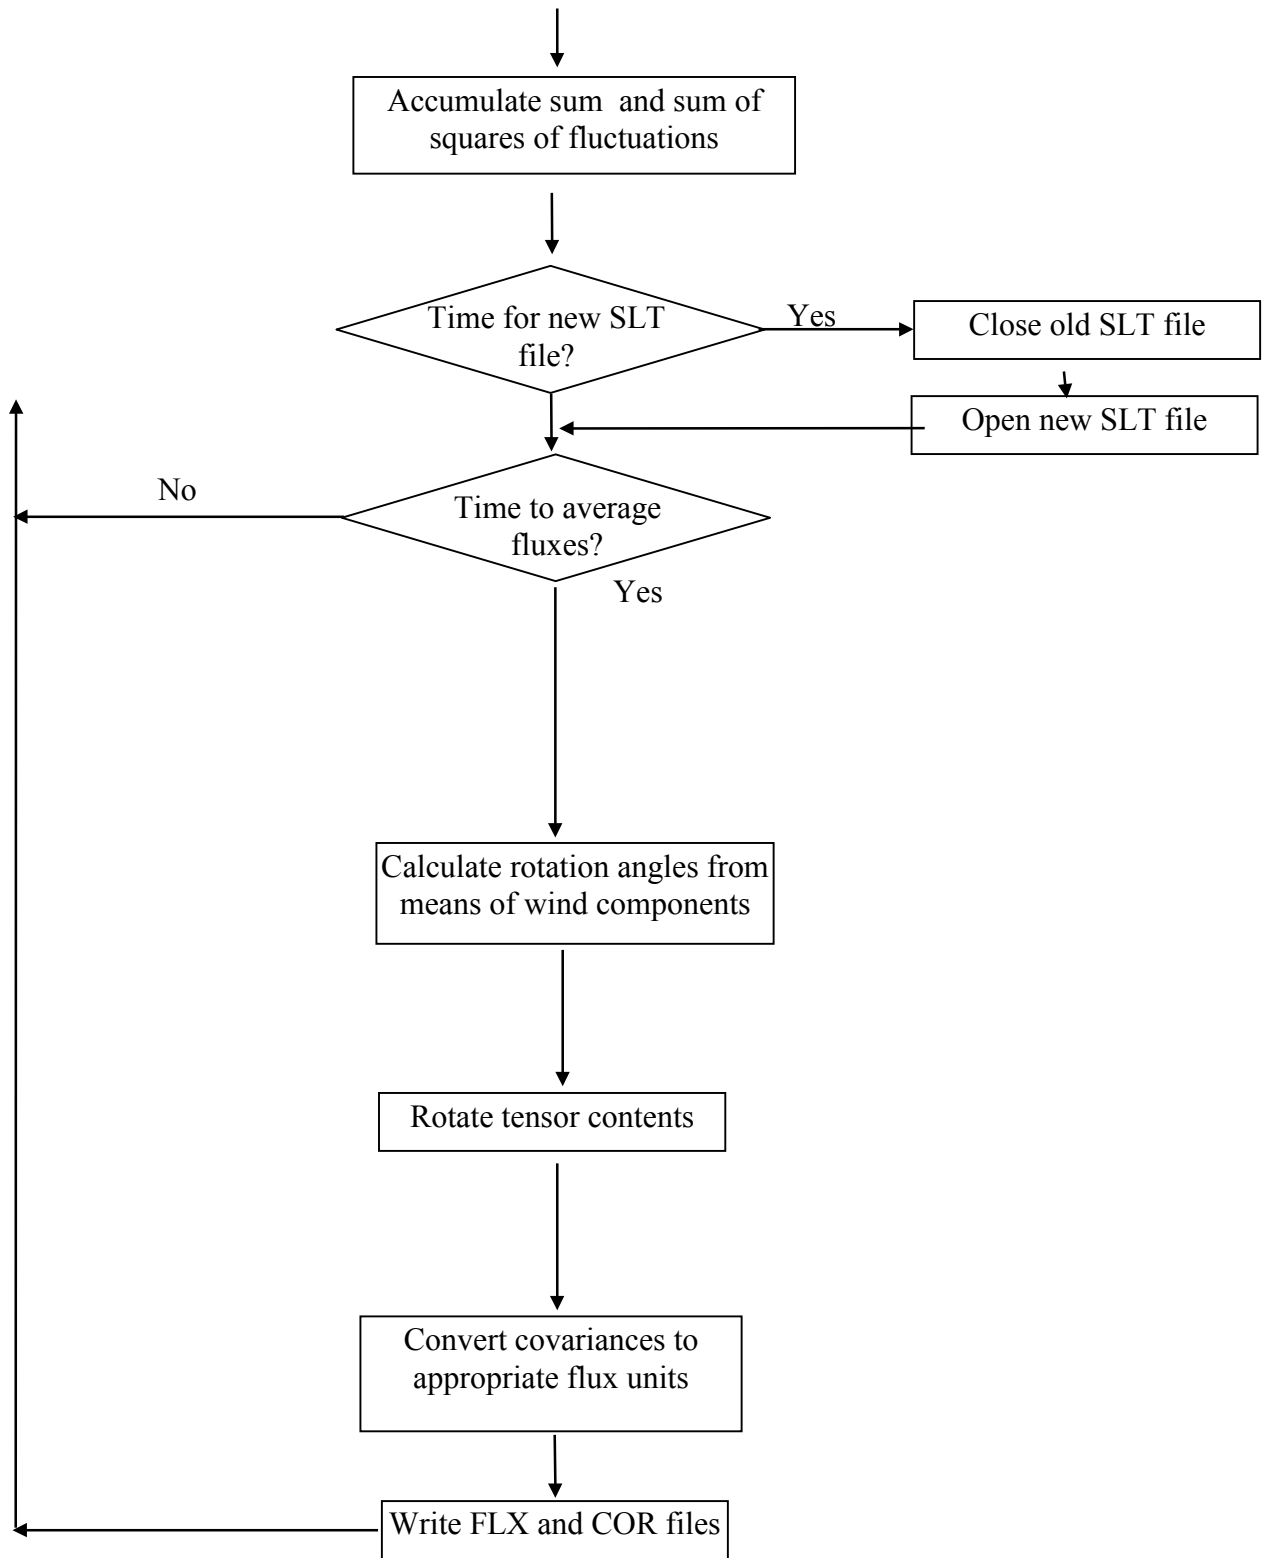 Accumulate sum and sum of
squares of fluctuations
Time for new SLT
file?
Yes
Close old SLT file
Open new SLT file
No
Time to average
fluxes?
Yes
Calculate rotation angles from
means of wind components
Rotate tensor contents
Convert covariances to
appropriate flux units
Write FLX and COR files